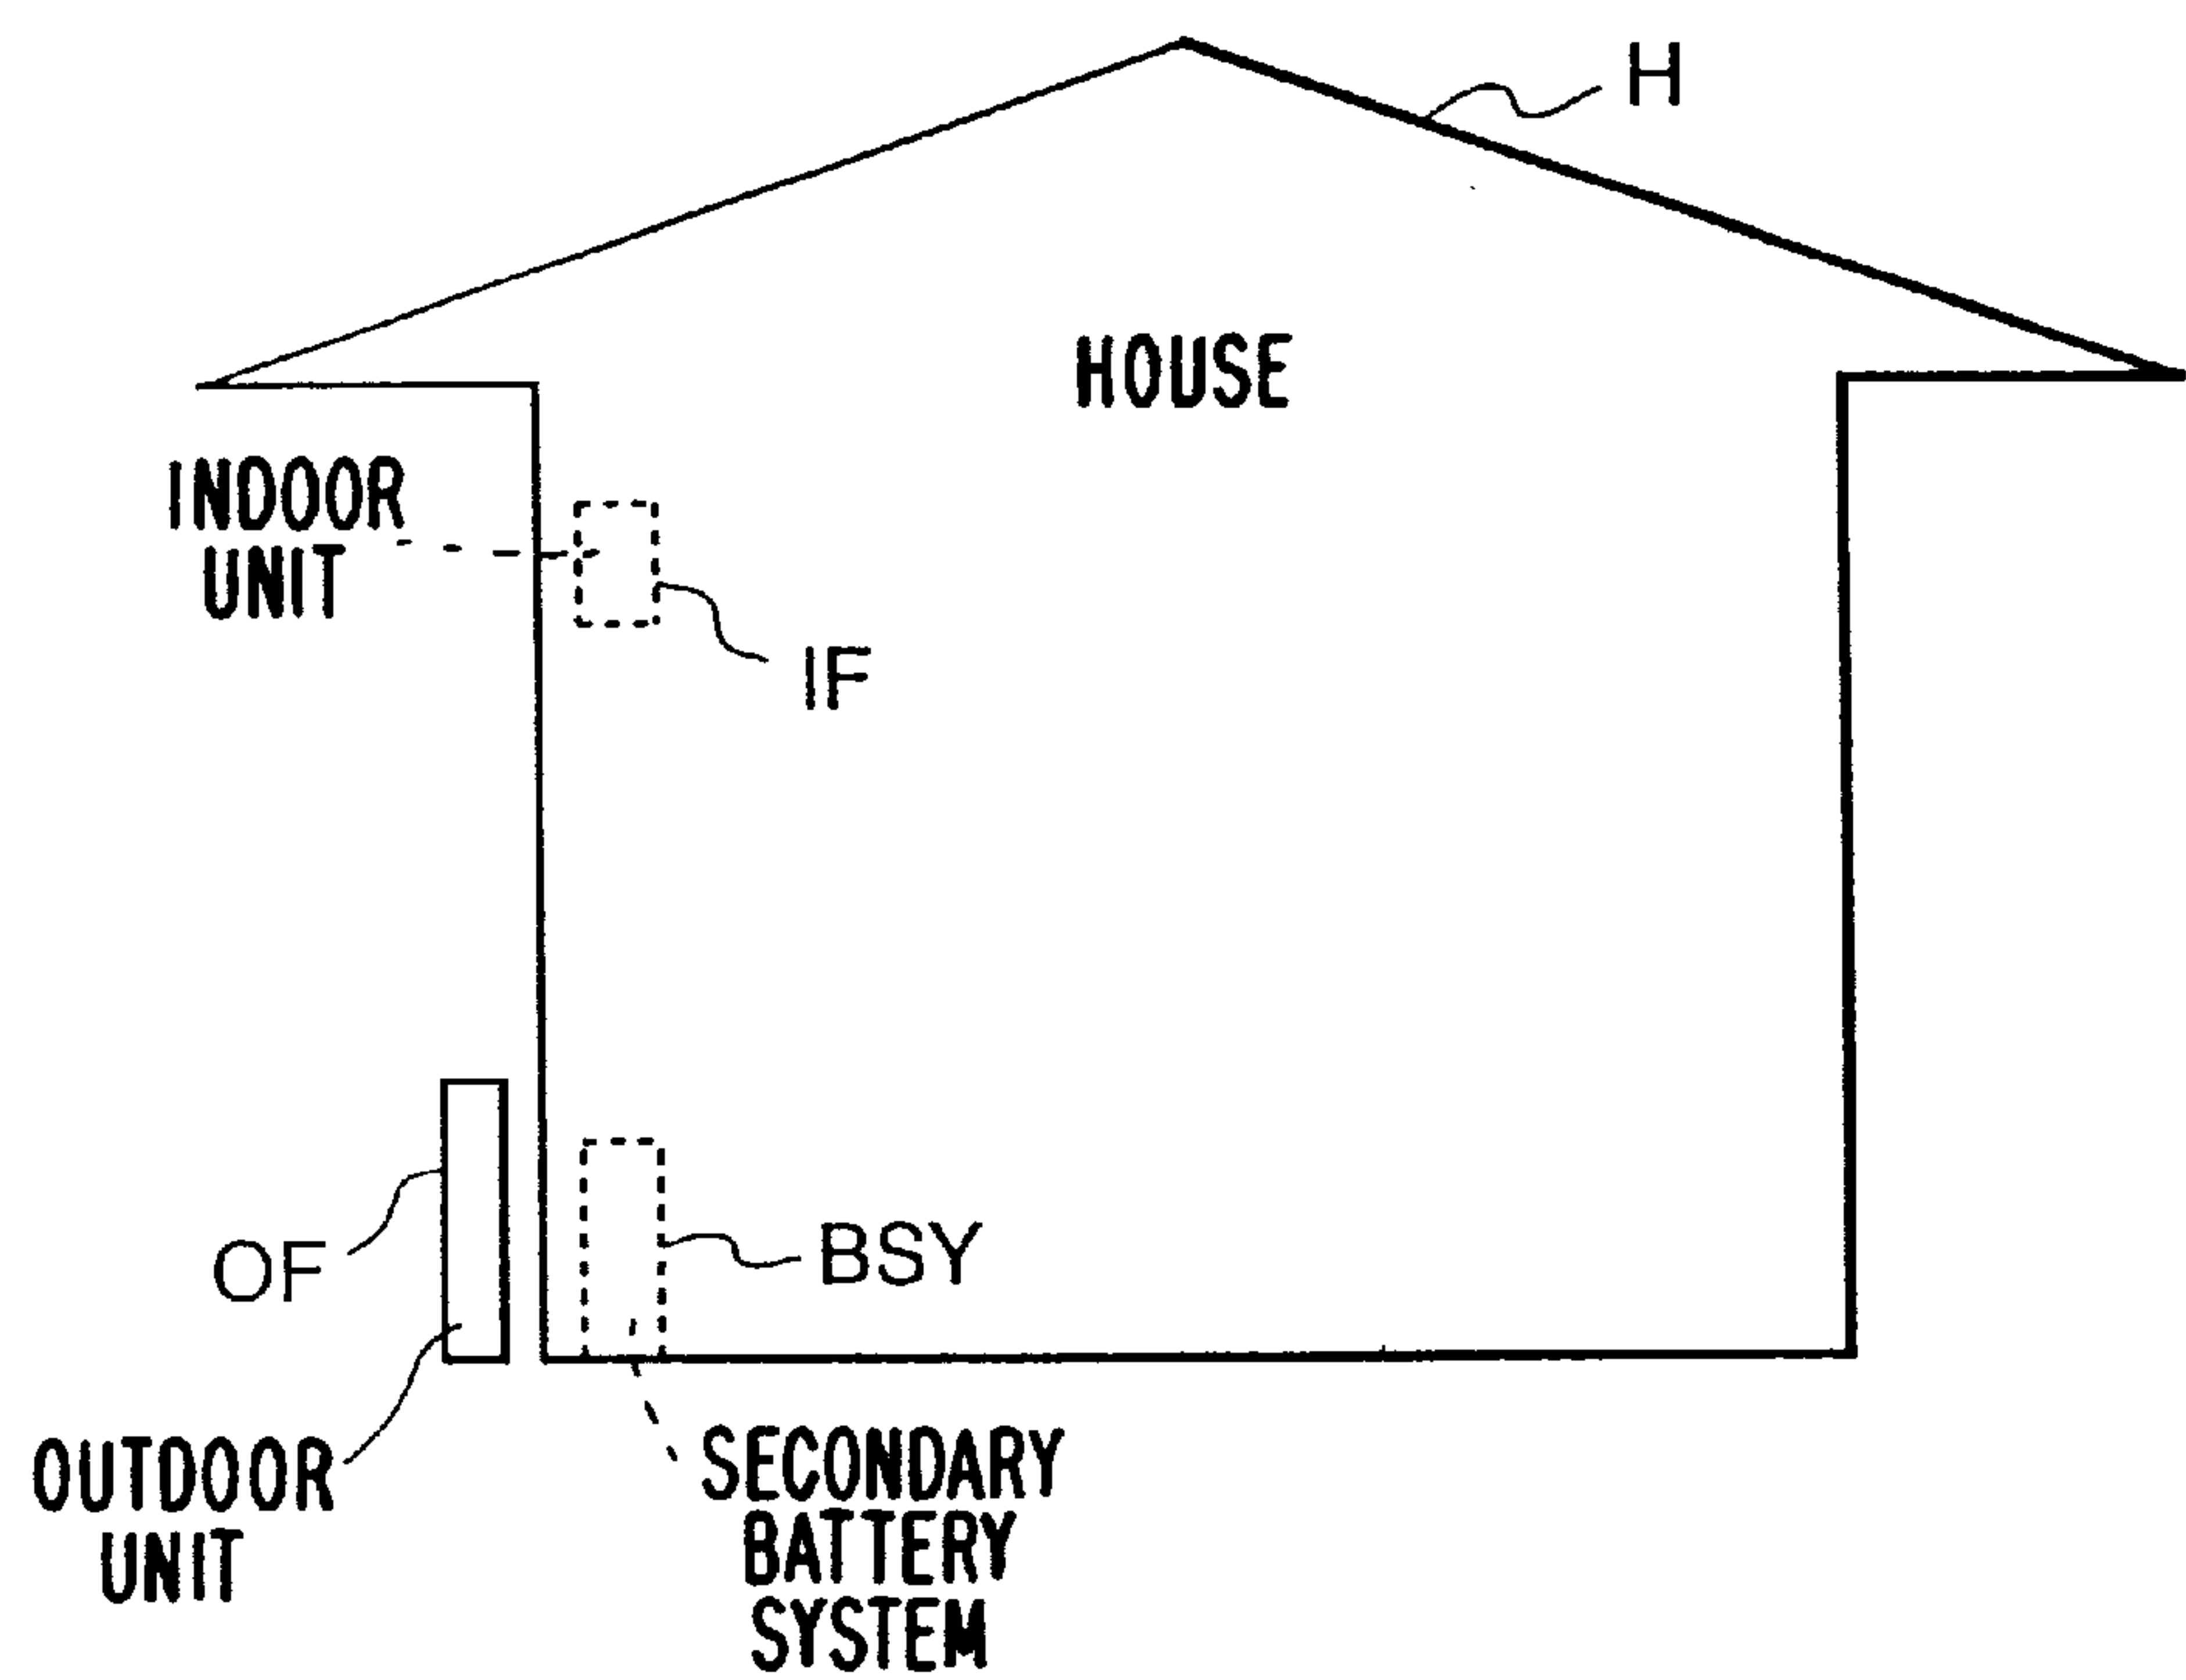 H
HOUSE
INDOOR
UNIT
IF
OF
BSY
OUTDOOR
UNIT
SECONDARY
BATTERY
SYSTEM